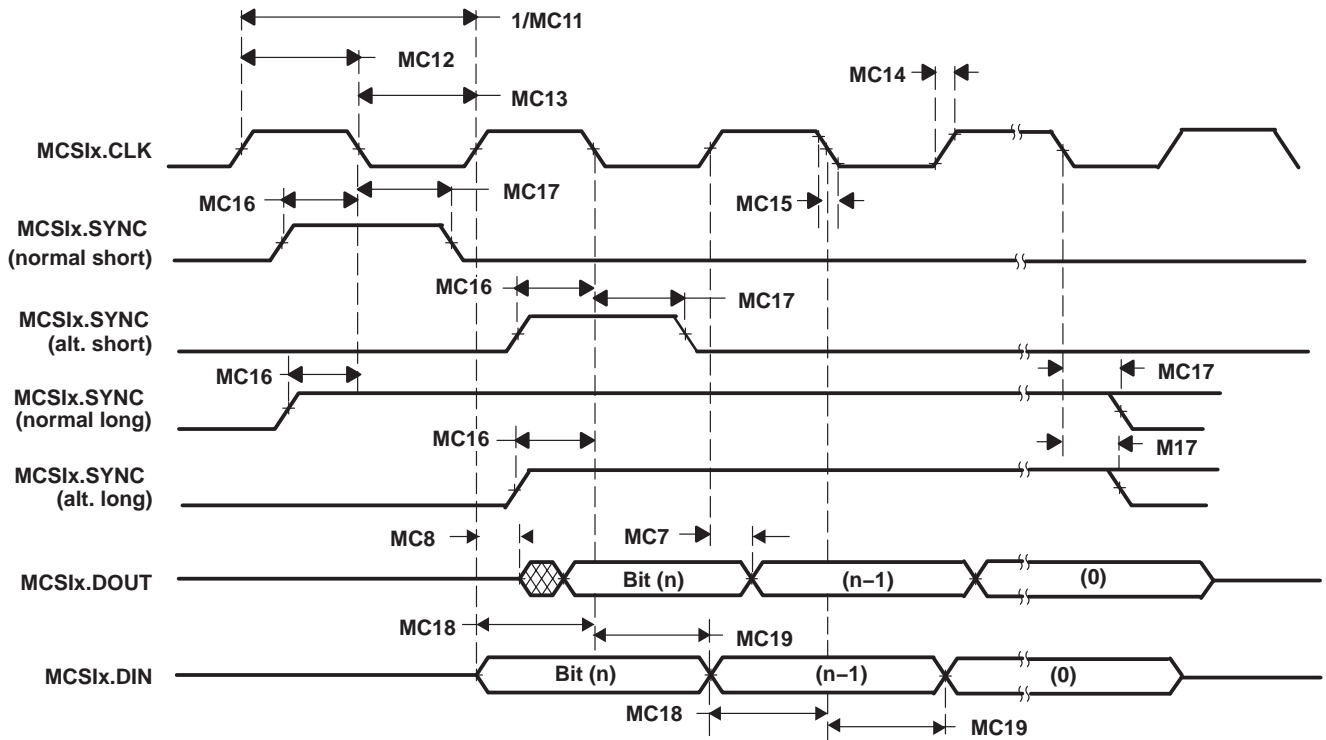 1/MC11
MC12
MC14
MC13
MCSIx.CLK
MC16
MC17
MC15
MCSIx.SYNC
(normal short)
MC16
MC17
MCSIx.SYNC
(alt. short)
MC16
MC17
MCSIx.SYNC
(normal long)
MC16
M17
MCSIx.SYNC
(alt. long)
MC8
MC7
MCSIx.DOUT
Bit (n)
(n–1)
(0)
MC18
MC19
MCSIx.DIN
Bit (n)
(n–1)
(0)
MC18
MC19